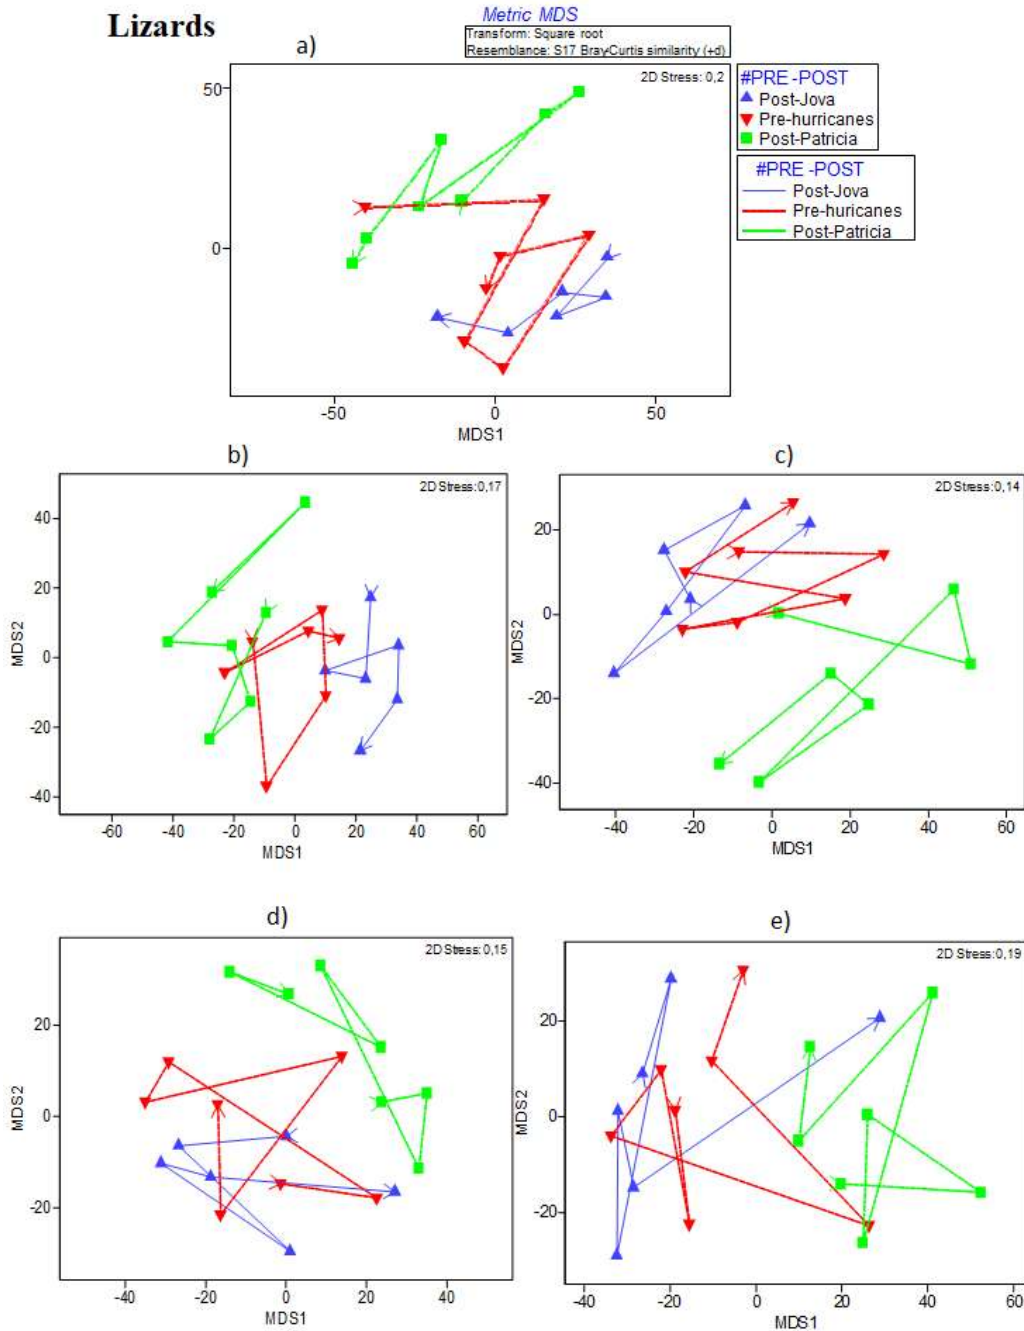 Lizards
Metric MDS
Transform: Square root
Resemblance: S17 BrayCurtis similarity (+d)
a)
2D Stress: 0,2
#PRE -POST
Post-Jova
Pre-hurricanes
Post-Patricia
#PRE -POST
Post-Jova
Pre-huricanes
Post-Patricia
50
0
-50
0
50
MDS1
b)
2D Stress: 0,17
40
20
0
-20
-40
MDS2
-60
-40
-20
0
20
40
60
MDS1
c)
2D Stress: 0,14
20
0
-20
-40
MDS2
-40
-20
0
20
40
60
MDS1
d)
2D Stress: 0,15
20
0
-20
MDS2
-40
-20
0
20
40
MDS1
e)
2D Stress: 0,19
20
0
-20
MDS2
-40
-20
0
20
40
60
MDS1